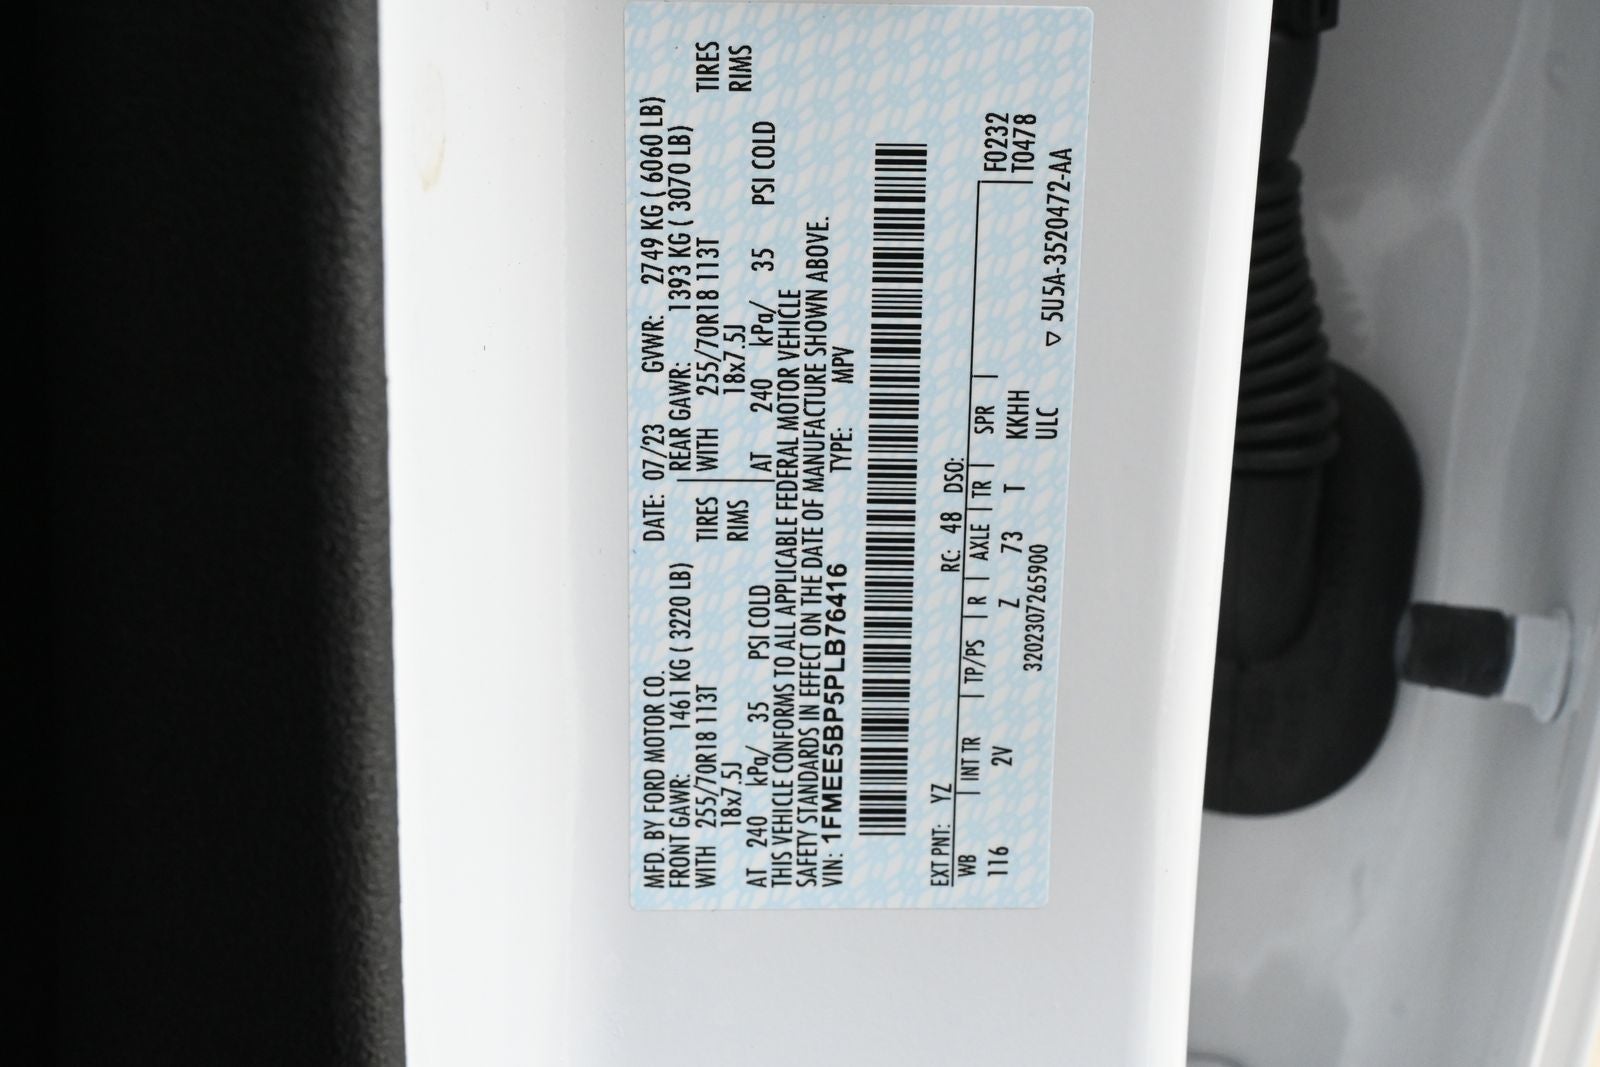 MFD. BY FORD MOTOR CO. DATE: 07/23 GVWR: 2749 KG ( 6060 LB)
FRONT GAWR: 1461 KG ( 3220 LB) REAR GAWR: 1393 KG ( 3070 LB)
WITH 255/70R18 113T TIRES WITH 255/70R18 113T TIRES
18x7.5J RIMS 18x7.5J RIMS
AT 240 kPa/ 35 PSI COLD AT 240 kPa/ 35 PSI COLD
THIS VEHICLE CONFORMS TO ALL APPLICABLE FEDERAL MOTOR VEHICLE
SAFETY STANDARDS IN EFFECT ON THE DATE OF MANUFACTURE SHOWN ABOVE.
VIN: 1FMEE5BP5PLB76416 TYPE: MPV
EXT PNT: YZ RC: 48 DSO:
WB INT TR TP/PS R AXLE TR SPR F0232
116 2V Z 73 T KKHH T0478
3202307265900 ULC ▽ 5U5A-3520472-AA